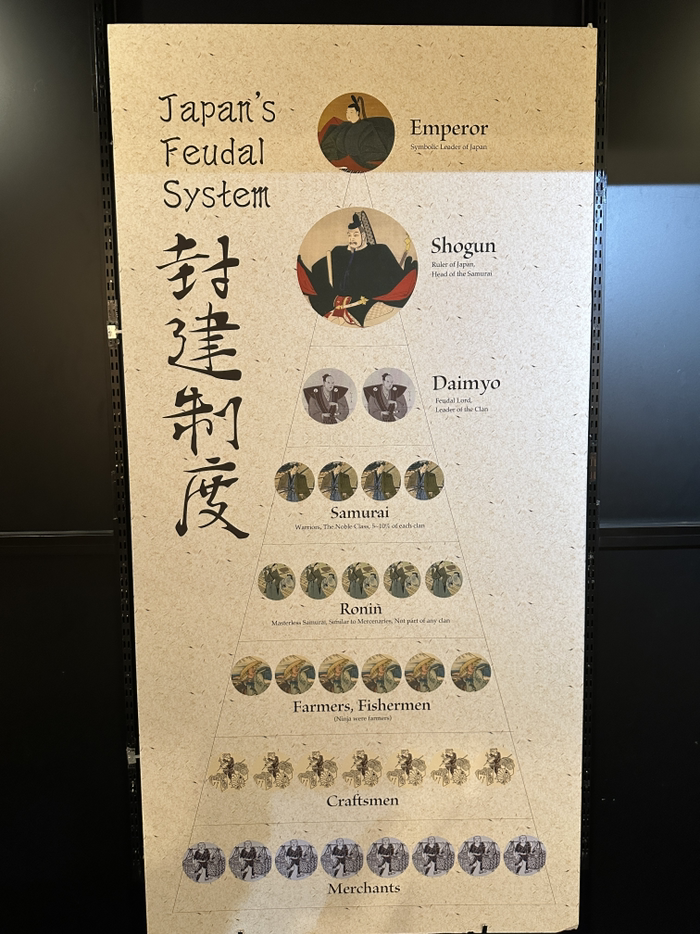 Japan's
Feudal
System
封建制度
Emperor
Symbolic Leader of Japan
Shogun
Ruler of Japan,
Head of the Samurai
Daimyo
Feudal Lord,
Leader of the Clan
Samurai
Warriors, The Noble Class, 5-10% of each clan
Ronin
Masterless Samurai, Similar to Mercenaries, Not part of any clan
Farmers, Fishermen
(Ninja were farmers)
Craftsmen
Merchants